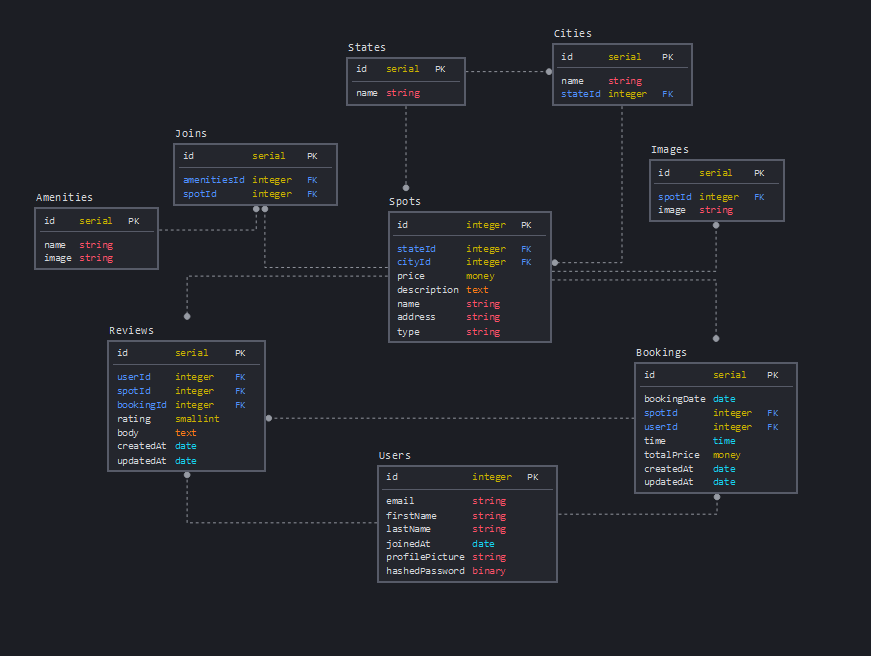 Cities
id serial PK
name string
stateId integer FK
States
id serial PK
name string
Joins
id serial PK
amenitiesId integer FK
spotId integer FK
Images
id serial PK
spotId integer FK
image string
Amenities
id serial PK
name string
image string
Spots
id integer PK
stateId integer FK
cityId integer FK
price money
description text
name string
address string
type string
Reviews
id serial PK
userId integer FK
spotId integer FK
bookingId integer FK
rating smallint
body text
createdAt date
updatedAt date
Bookings
id serial PK
bookingDate date
spotId integer FK
userId integer FK
time time
totalPrice money
createdAt date
updatedAt date
Users
id integer PK
email string
firstName string
lastName string
joinedAt date
profilePicture string
hashedPassword binary